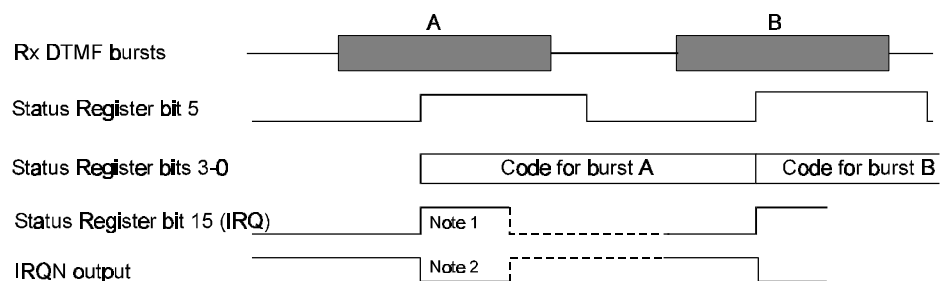 A B
Rx DTMF bursts
Status Register bit 5
Status Register bits 3-0 Code for burst A Code for burst B
Status Register bit 15 (IRQ) Note 1
IRQN output Note 2